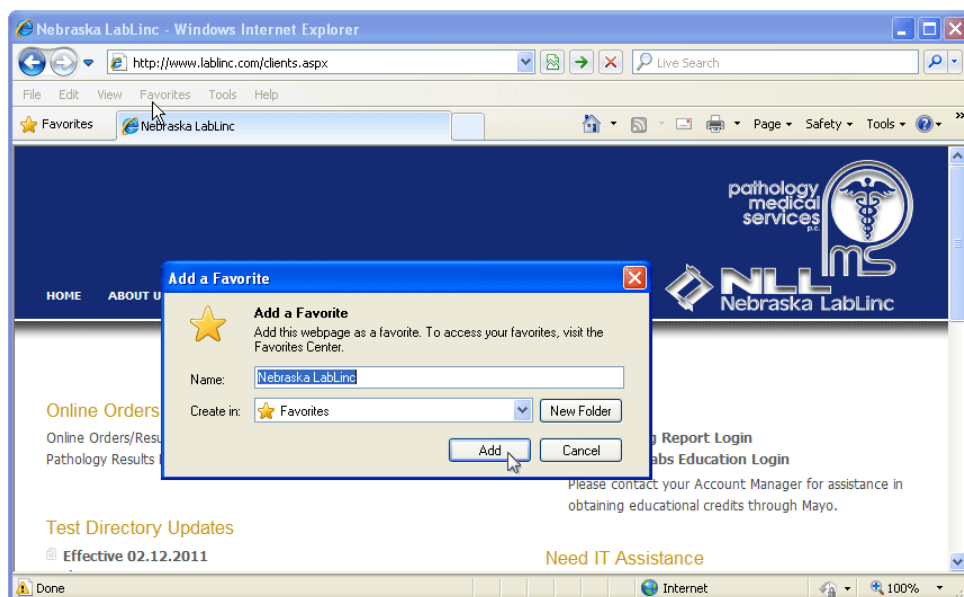 Nebraska LabLinc - Windows Internet Explorer
http://www.lablinc.com/clients.aspx
Live Search
File Edit View Favorites Tools Help
Favorites
Nebraska LabLinc
Page
Safety
Tools
pathology
medical
services
p.c.
pms
NLL
Nebraska LabLinc
HOME ABOUT U
Add a Favorite
Add a Favorite
Add this webpage as a favorite. To access your favorites, visit the
Favorites Center.
Name: Nebraska LabLinc
Create in: Favorites New Folder
Add Cancel
Online Orders
Online Orders/Resu
Pathology Results
g Report Login
abs Education Login
Please contact your Account Manager for assistance in
obtaining educational credits through Mayo.
Test Directory Updates
Effective 02.12.2011
Need IT Assistance
Done Internet 100%